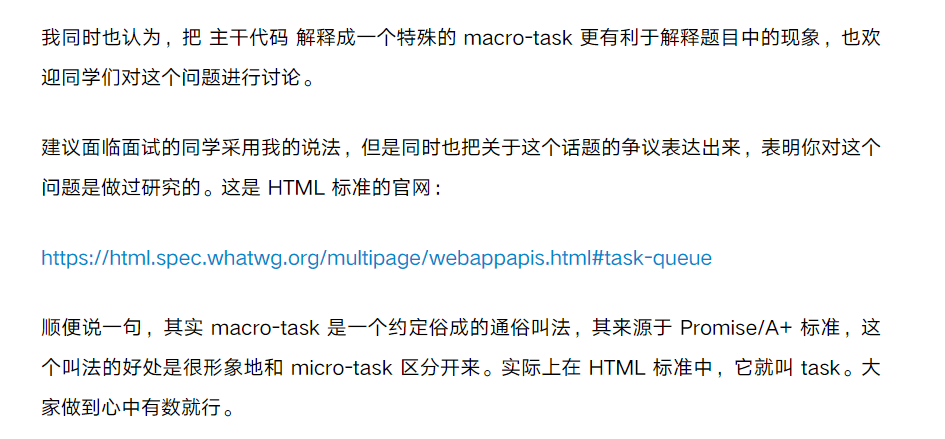 我同时也认为，把 主干代码 解释成一个特殊的 macro-task 更有利于解释题目中的现象，也欢
迎同学们对这个问题进行讨论。
建议面临面试的同学采用我的说法，但是同时也把关于这个话题的争议表达出来，表明你对这个
问题是做过研究的。这是 HTML 标准的官网：
https://html.spec.whatwg.org/multipage/webappapis.html#task-queue
顺便说一句，其实 macro-task 是一个约定俗成的通俗叫法，其来源于 Promise/A+ 标准，这
个叫法的好处是很形象地和 micro-task 区分开来。实际上在 HTML 标准中，它就叫 task。大
家做到心中有数就行。